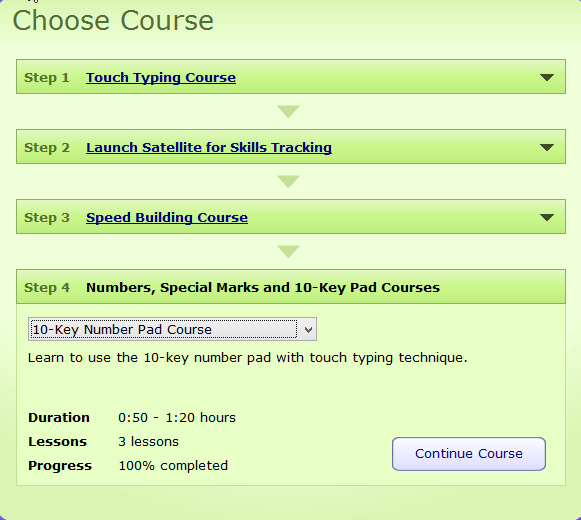 Choose Course
Step 1 Touch Typing Course
Step 2 Launch Satellite for Skills Tracking
Step 3 Speed Building Course
Step 4 Numbers, Special Marks and 10-Key Pad Courses
10-Key Number Pad Course
Learn to use the 10-key number pad with touch typing technique.
Duration 0:50 - 1:20 hours
Lessons 3 lessons
Progress 100% completed
Continue Course